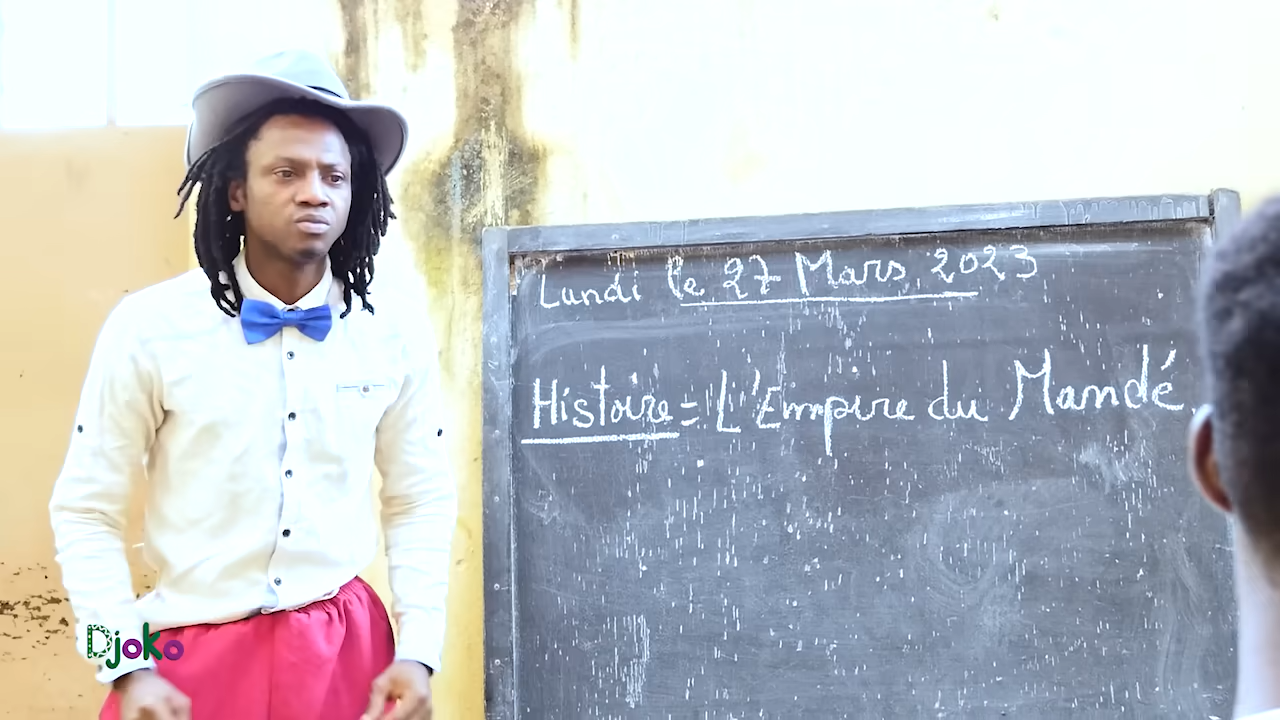 Lundi le 27 Mars 2023
Histoire = L'Empire du Mandé.
Djoko